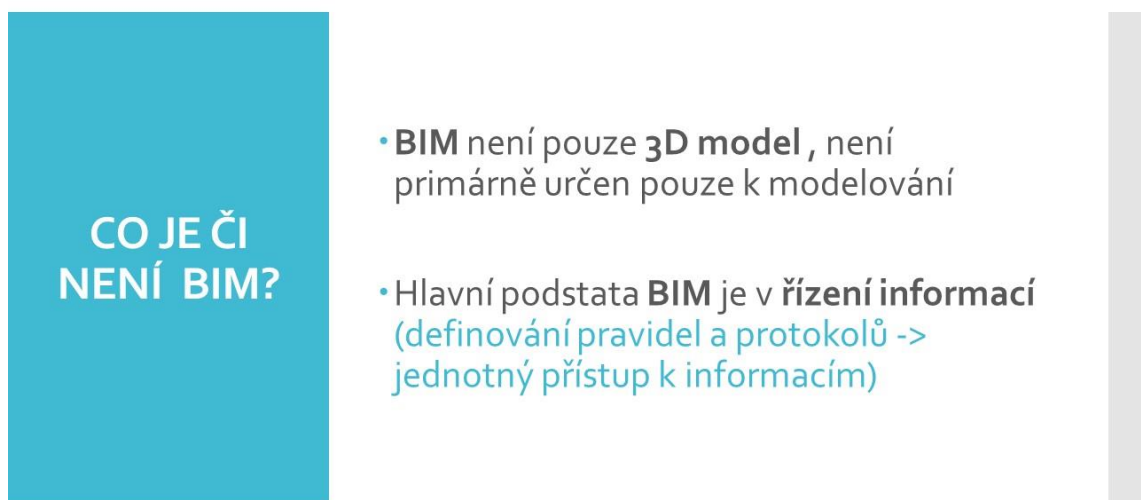 CO JE ČI
NENÍ BIM?
BIM není pouze 3D model , není
primárně určen pouze k modelování
Hlavní podstata BIM je v řízení informací
(definování pravidel a protokolů ->
jednotný přístup k informacím)